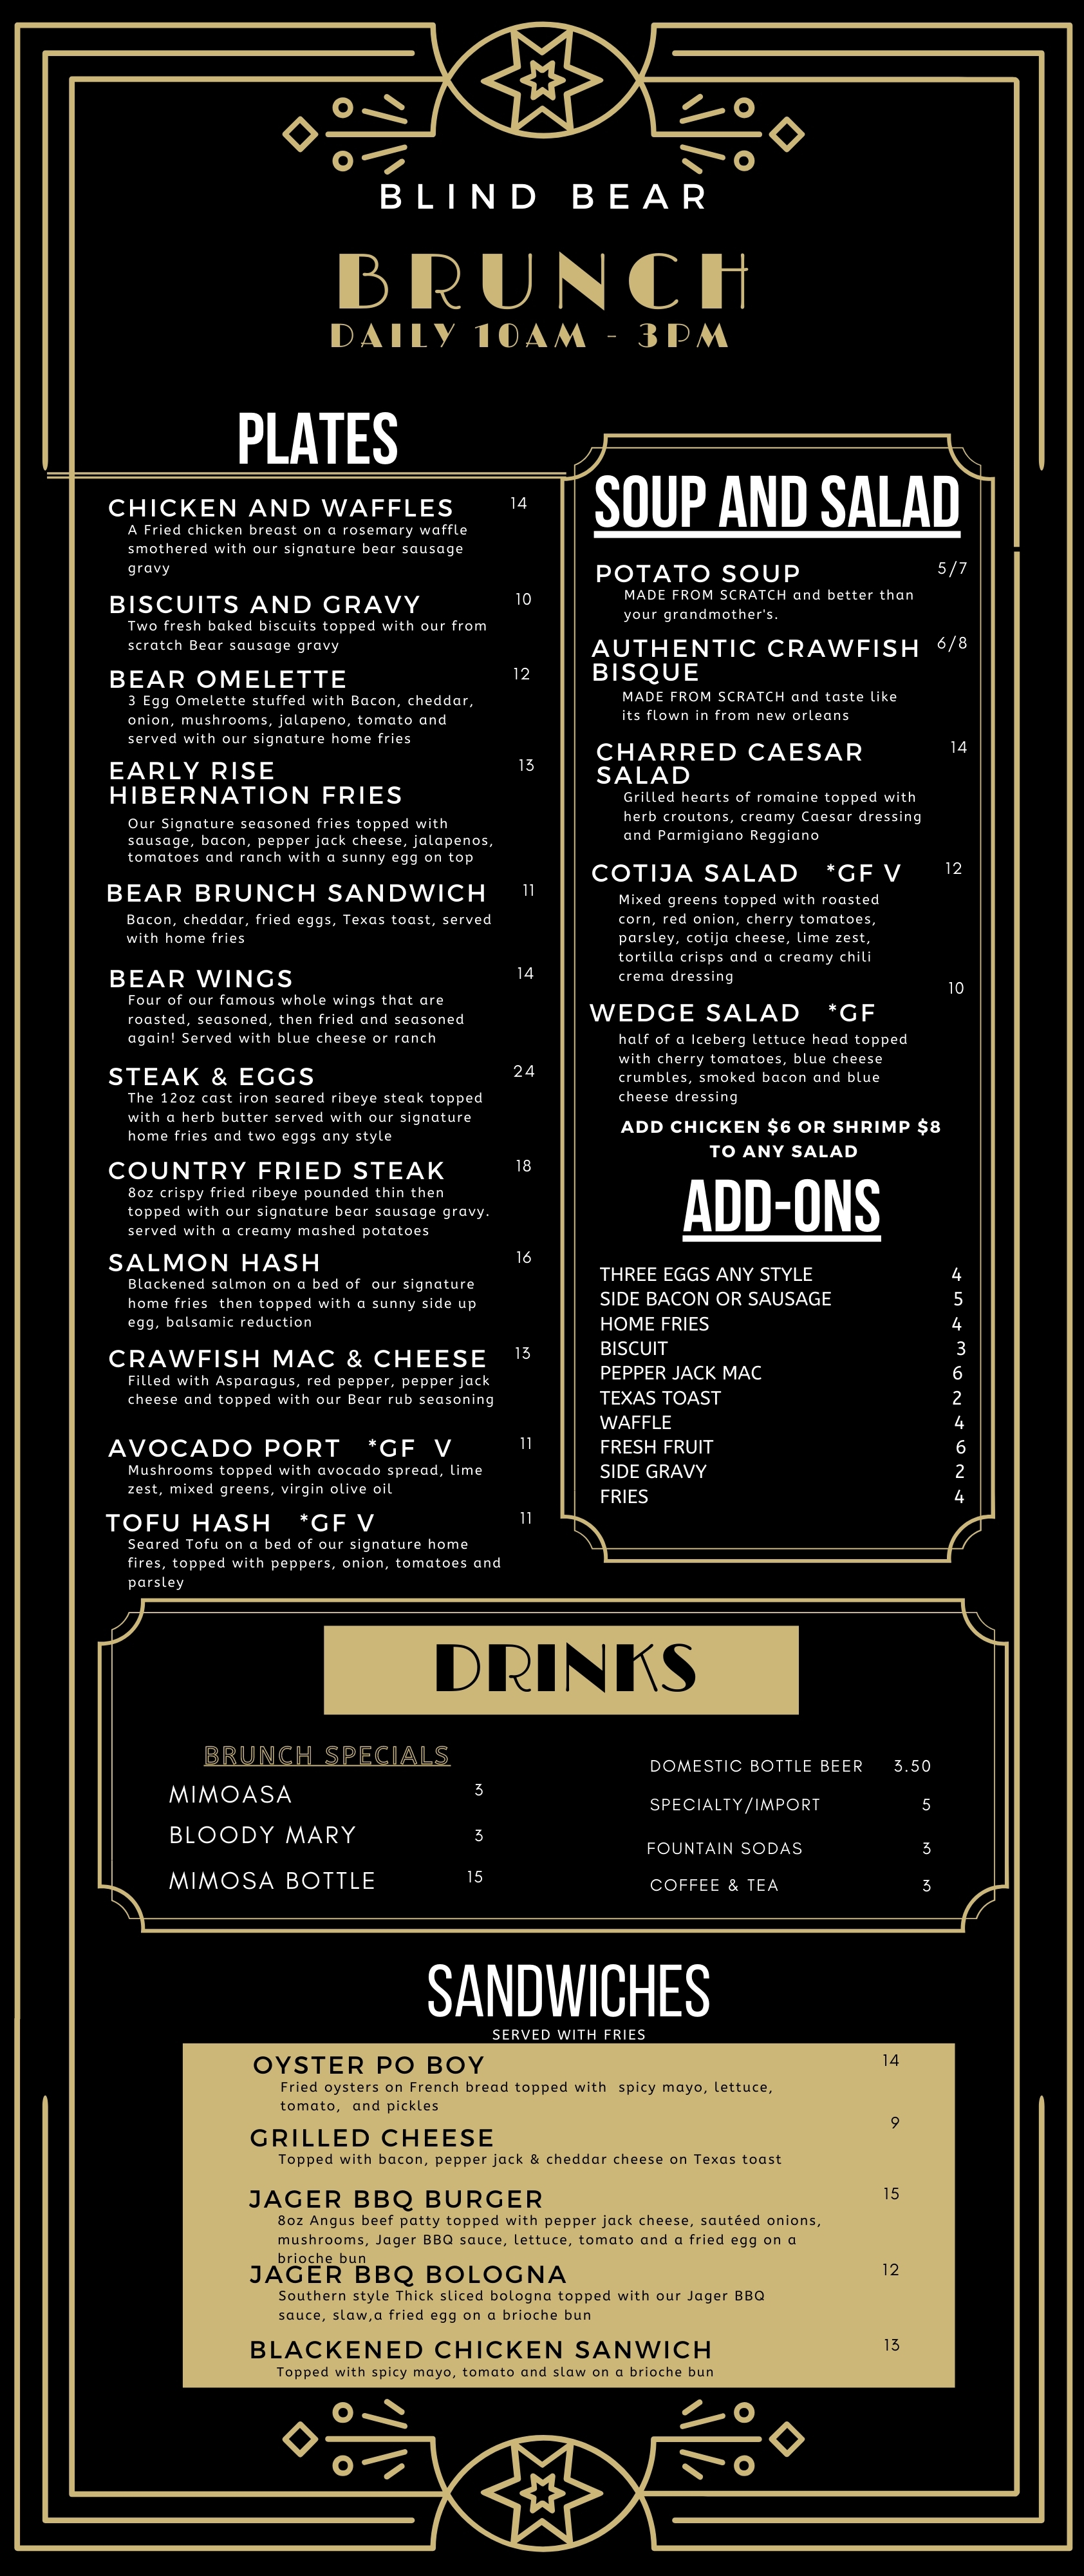 BLIND BEAR
BRUNCH
DAILY 10AM - 3PM
PLATES
CHICKEN AND WAFFLES 14
A Fried chicken breast on a rosemary waffle
smothered with our signature bear sausage
gravy
BISCUITS AND GRAVY 10
Two fresh baked biscuits topped with our from
scratch Bear sausage gravy
BEAR OMELETTE 12
3 Egg Omelette stuffed with Bacon, cheddar,
onion, mushrooms, jalapeno, tomato and
served with our signature home fries
EARLY RISE 13
HIBERNATION FRIES
Our Signature seasoned fries topped with
sausage, bacon, pepper jack cheese, jalapenos,
tomatoes and ranch with a sunny egg on top
BEAR BRUNCH SANDWICH 11
Bacon, cheddar, fried eggs, Texas toast, served
with home fries
BEAR WINGS 14
Four of our famous whole wings that are
roasted, seasoned, then fried and seasoned
again! Served with blue cheese or ranch
STEAK & EGGS 24
The 12oz cast iron seared ribeye steak topped
with a herb butter served with our signature
home fries and two eggs any style
COUNTRY FRIED STEAK 18
8oz crispy fried ribeye pounded thin then
topped with our signature bear sausage gravy.
served with a creamy mashed potatoes
SALMON HASH 16
Blackened salmon on a bed of our signature
home fries then topped with a sunny side up
egg, balsamic reduction
CRAWFISH MAC & CHEESE 13
Filled with Asparagus, red pepper, pepper jack
cheese and topped with our Bear rub seasoning
AVOCADO PORT *GF V 11
Mushrooms topped with avocado spread, lime
zest, mixed greens, virgin olive oil
TOFU HASH *GF V 11
Seared Tofu on a bed of our signature home
fires, topped with peppers, onion, tomatoes and
parsley
SOUP AND SALAD
POTATO SOUP 5/7
MADE FROM SCRATCH and better than
your grandmother's.
AUTHENTIC CRAWFISH 6/8
BISQUE
MADE FROM SCRATCH and taste like
its flown in from new orleans
CHARRED CAESAR 14
SALAD
Grilled hearts of romaine topped with
herb croutons, creamy Caesar dressing
and Parmigiano Reggiano
COTIJA SALAD *GF V 12
Mixed greens topped with roasted
corn, red onion, cherry tomatoes,
parsley, cotija cheese, lime zest,
tortilla crisps and a creamy chili
crema dressing
WEDGE SALAD *GF 10
half of a Iceberg lettuce head topped
with cherry tomatoes, blue cheese
crumbles, smoked bacon and blue
cheese dressing
ADD CHICKEN $6 OR SHRIMP $8
TO ANY SALAD
ADD-ONS
THREE EGGS ANY STYLE 4
SIDE BACON OR SAUSAGE 5
HOME FRIES 4
BISCUIT 3
PEPPER JACK MAC 6
TEXAS TOAST 2
WAFFLE 4
FRESH FRUIT 6
SIDE GRAVY 2
FRIES 4
DRINKS
BRUNCH SPECIALS
MIMOASA 3
BLOODY MARY 3
MIMOSA BOTTLE 15
DOMESTIC BOTTLE BEER 3.50
SPECIALTY/IMPORT 5
FOUNTAIN SODAS 3
COFFEE & TEA 3
SANDWICHES
SERVED WITH FRIES
OYSTER PO BOY 14
Fried oysters on French bread topped with spicy mayo, lettuce,
tomato, and pickles
GRILLED CHEESE 9
Topped with bacon, pepper jack & cheddar cheese on Texas toast
JAGER BBQ BURGER 15
8oz Angus beef patty topped with pepper jack cheese, sautéed onions,
mushrooms, Jager BBQ sauce, lettuce, tomato and a fried egg on a
brioche bun
JAGER BBQ BOLOGNA 12
Southern style Thick sliced bologna topped with our Jager BBQ
sauce, slaw,a fried egg on a brioche bun
BLACKENED CHICKEN SANWICH 13
Topped with spicy mayo, tomato and slaw on a brioche bun